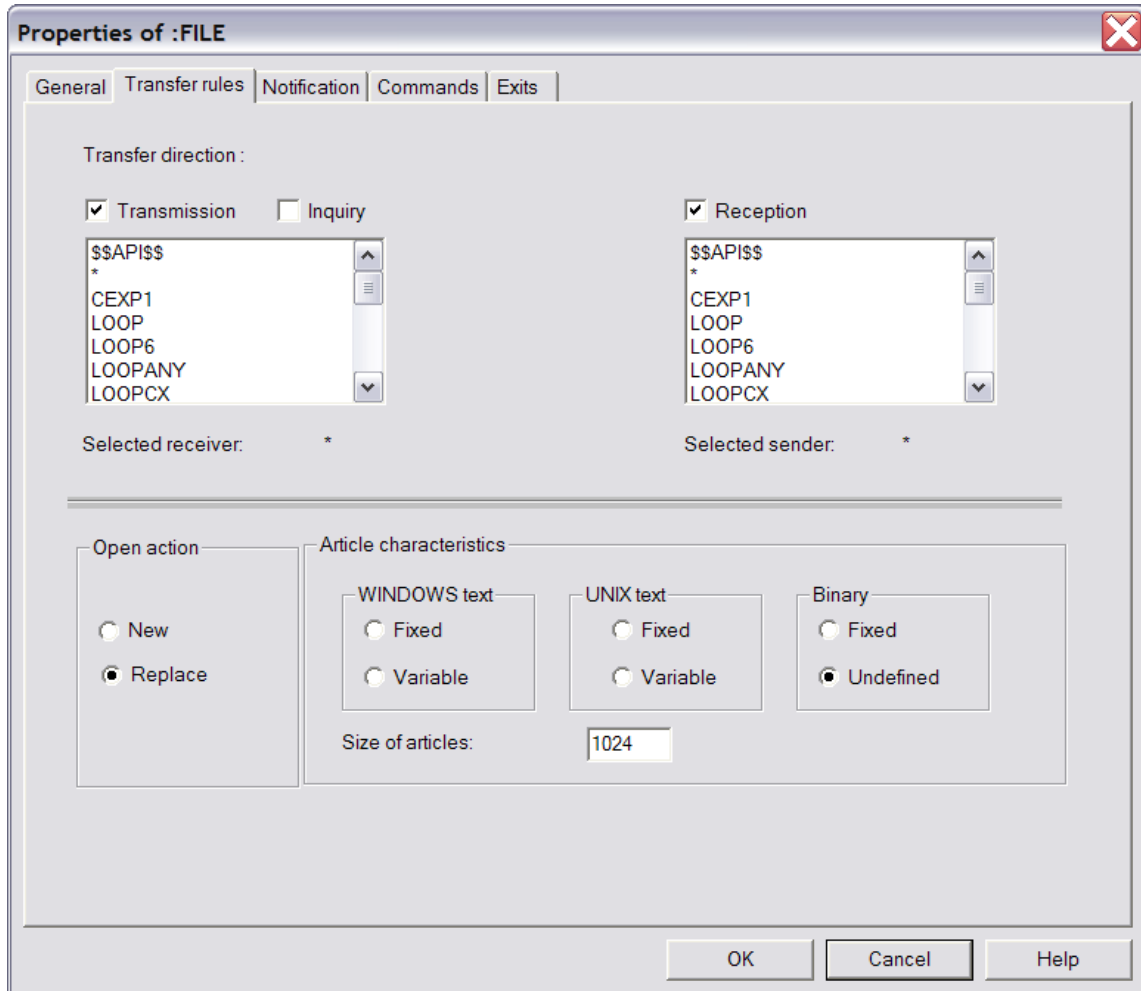 Properties of :FILE
General Transfer rules Notification Commands Exits
Transfer direction :
Transmission Inquiry Reception
$$API$$
*
CEXP1
LOOP
LOOP6
LOOPANY
LOOPCX
$$API$$
*
CEXP1
LOOP
LOOP6
LOOPANY
LOOPCX
Selected receiver: *
Selected sender: *
Open action
New
Replace
Article characteristics
WINDOWS text
Fixed
Variable
UNIX text
Fixed
Variable
Binary
Fixed
Undefined
Size of articles: 1024
OK Cancel Help